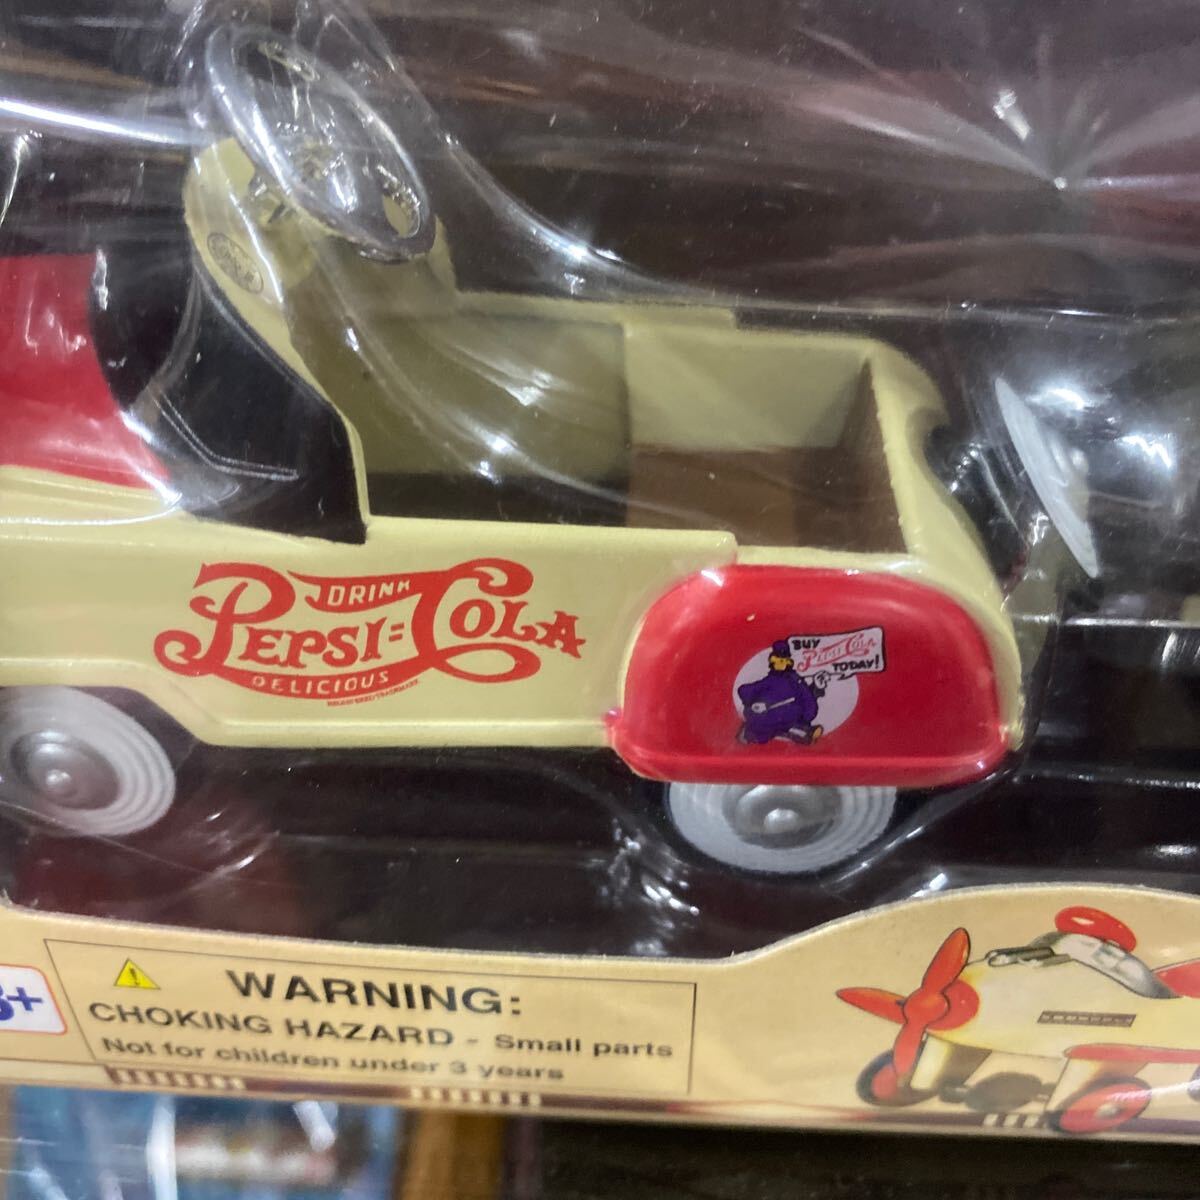 DRINK
PEPSI=COLA
DELICIOUS
BUY
PEPSI-COLA
TODAY!
3+
WARNING:
CHOKING HAZARD - Small parts
Not for children under 3 years